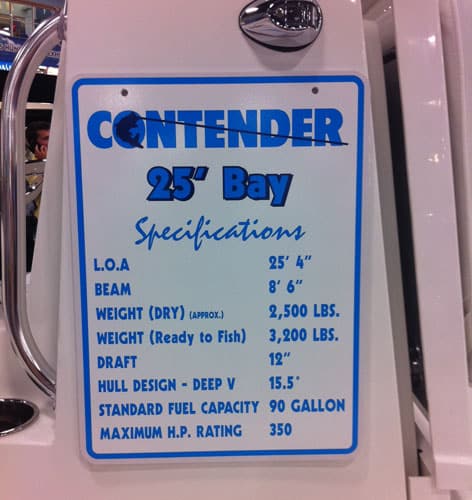 CONTENDER
25' Bay
Specifications
L.O.A 25' 4"
BEAM 8' 6"
WEIGHT (DRY) (APPROX.) 2,500 LBS.
WEIGHT (Ready to Fish) 3,200 LBS.
DRAFT 12"
HULL DESIGN - DEEP V 15.5°
STANDARD FUEL CAPACITY 90 GALLON
MAXIMUM H.P. RATING 350